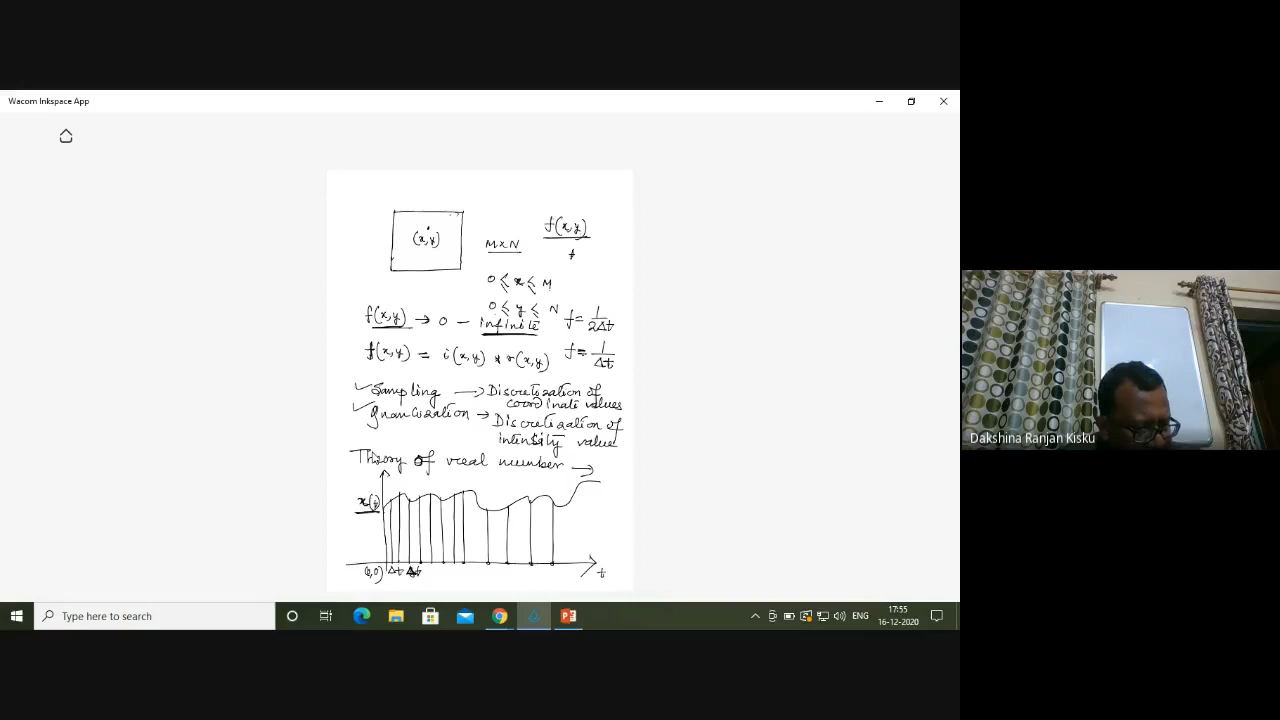 Wacom Inkspace App
(x,y)
f(x,y)
M×N
t
0 ≤ x ≤ M
0 ≤ y ≤ N
f(x,y) → 0 - infinite
f = 1/2Δt
f(x,y) = i(x,y) * r(x,y)
f = 1/Δt
✓ Sampling → Discretization of
coordinate values
✓ Quantization → Discretization of
intensity value
Theory of real number →
x(t)
(0,0) Δt Δt t
Dakshina Ranjan Kisku
Type here to search
ENG
17:55
16-12-2020